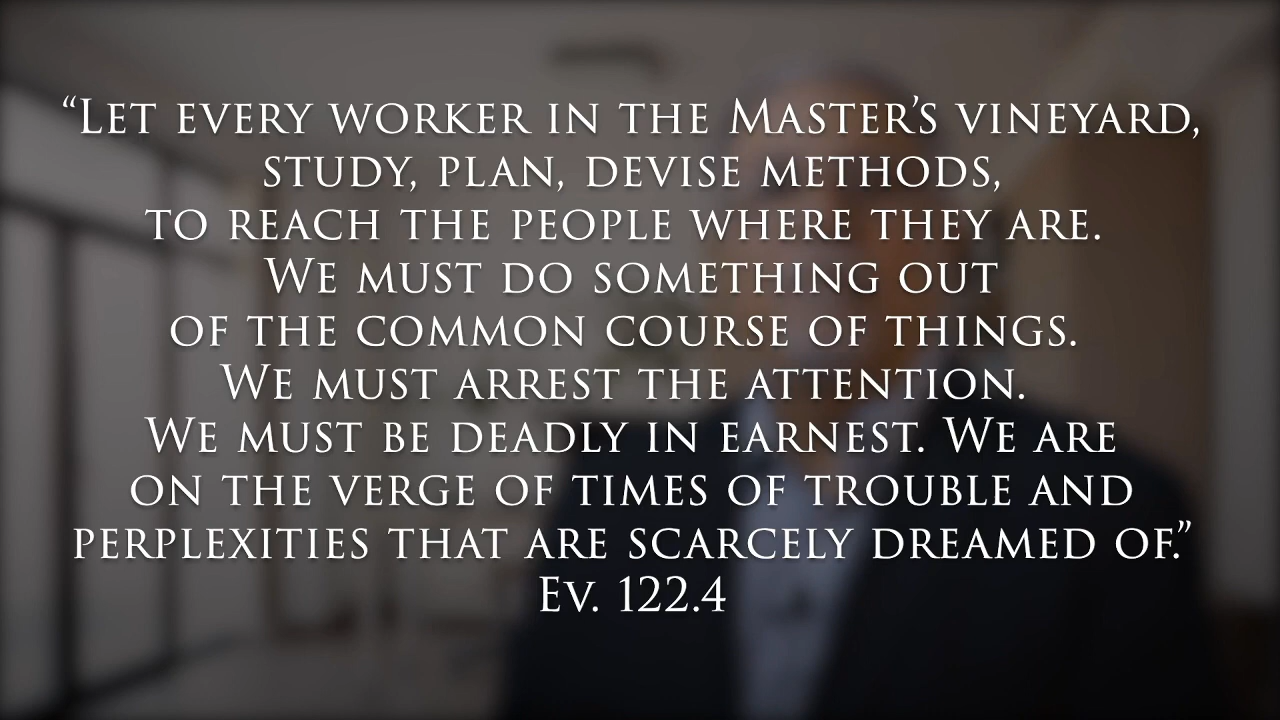 “Let every worker in the Master’s vineyard,
study, plan, devise methods,
to reach the people where they are.
We must do something out
of the common course of things.
We must arrest the attention.
We must be deadly in earnest. We are
on the verge of times of trouble and
perplexities that are scarcely dreamed of.”
Ev. 122.4